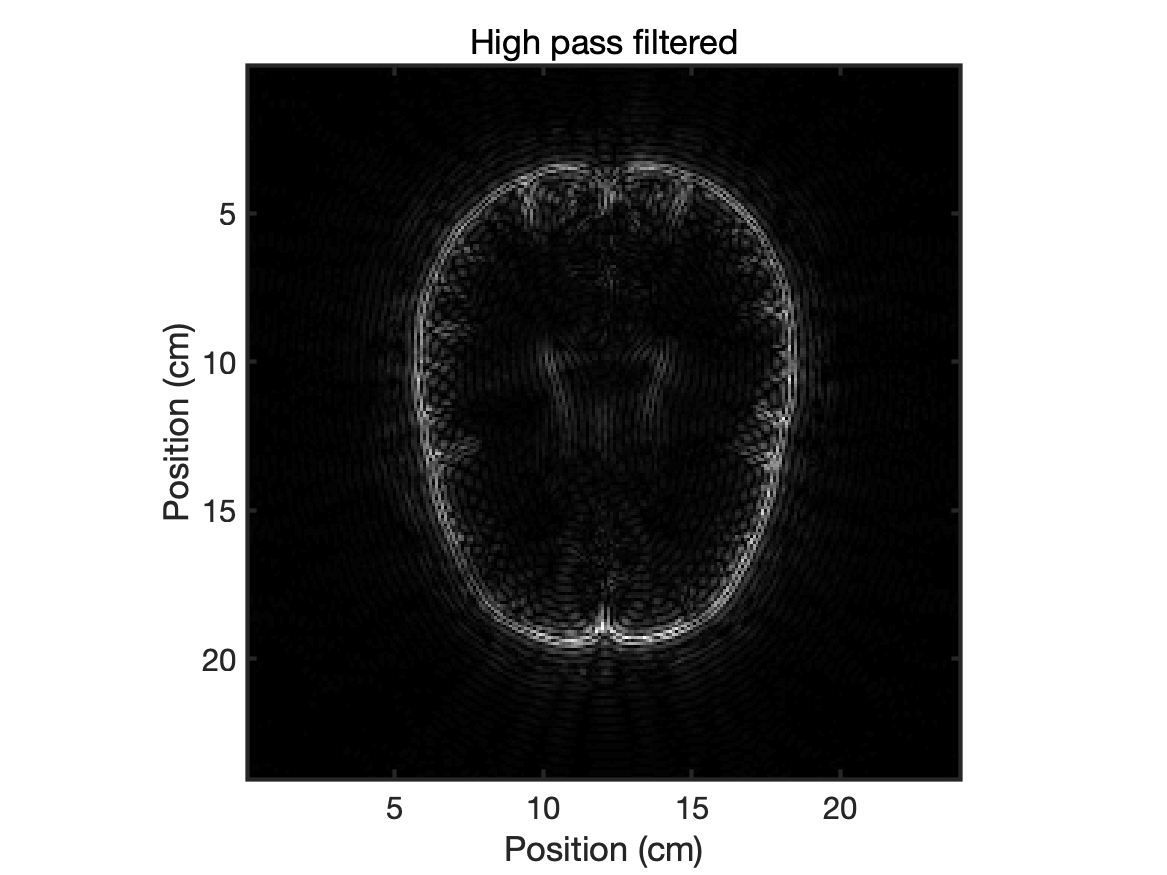 High pass filtered
Position (cm)
5
10
15
20
5 10 15 20
Position (cm)